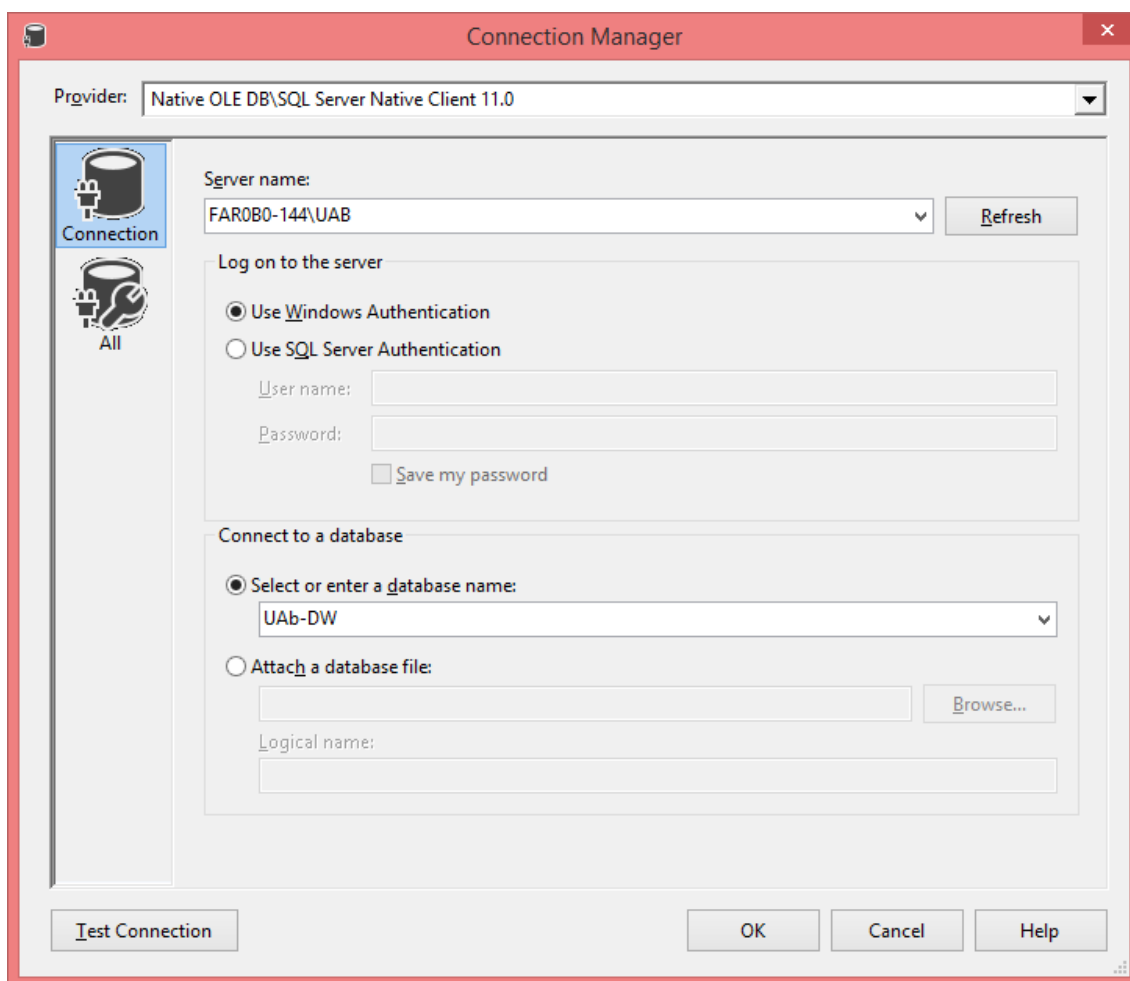 Connection Manager
Provider: Native OLE DB\SQL Server Native Client 11.0
Connection
All
Server name:
FAR0B0-144\UAB
Refresh
Log on to the server
Use Windows Authentication
Use SQL Server Authentication
User name:
Password:
Save my password
Connect to a database
Select or enter a database name:
UAb-DW
Attach a database file:
Browse...
Logical name:
Test Connection OK Cancel Help